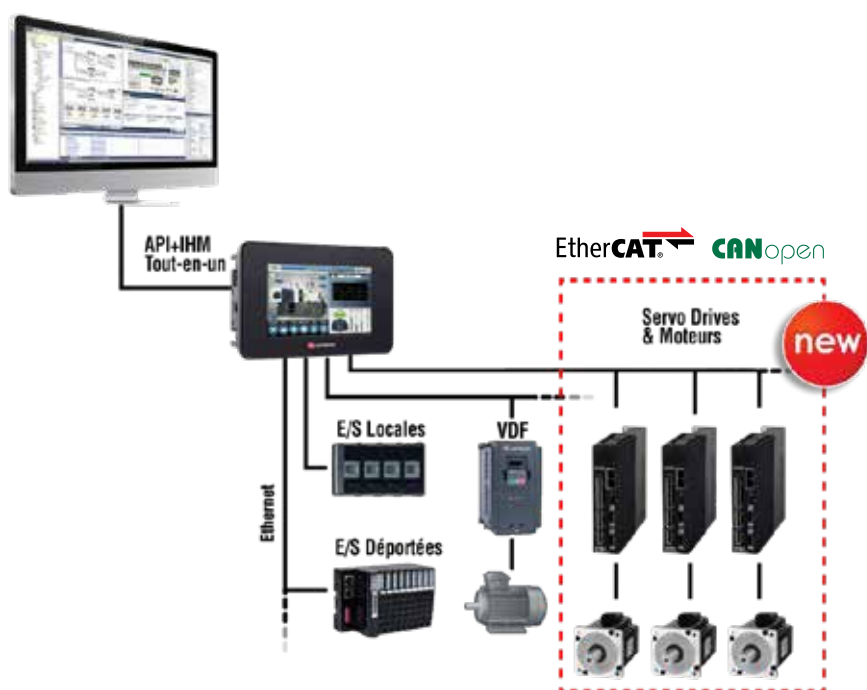 API+IHM
Tout-en-un
EtherCAT®
CANopen
Servo Drives
& Moteurs
new
E/S Locales
VDF
Ethernet
E/S Déportées